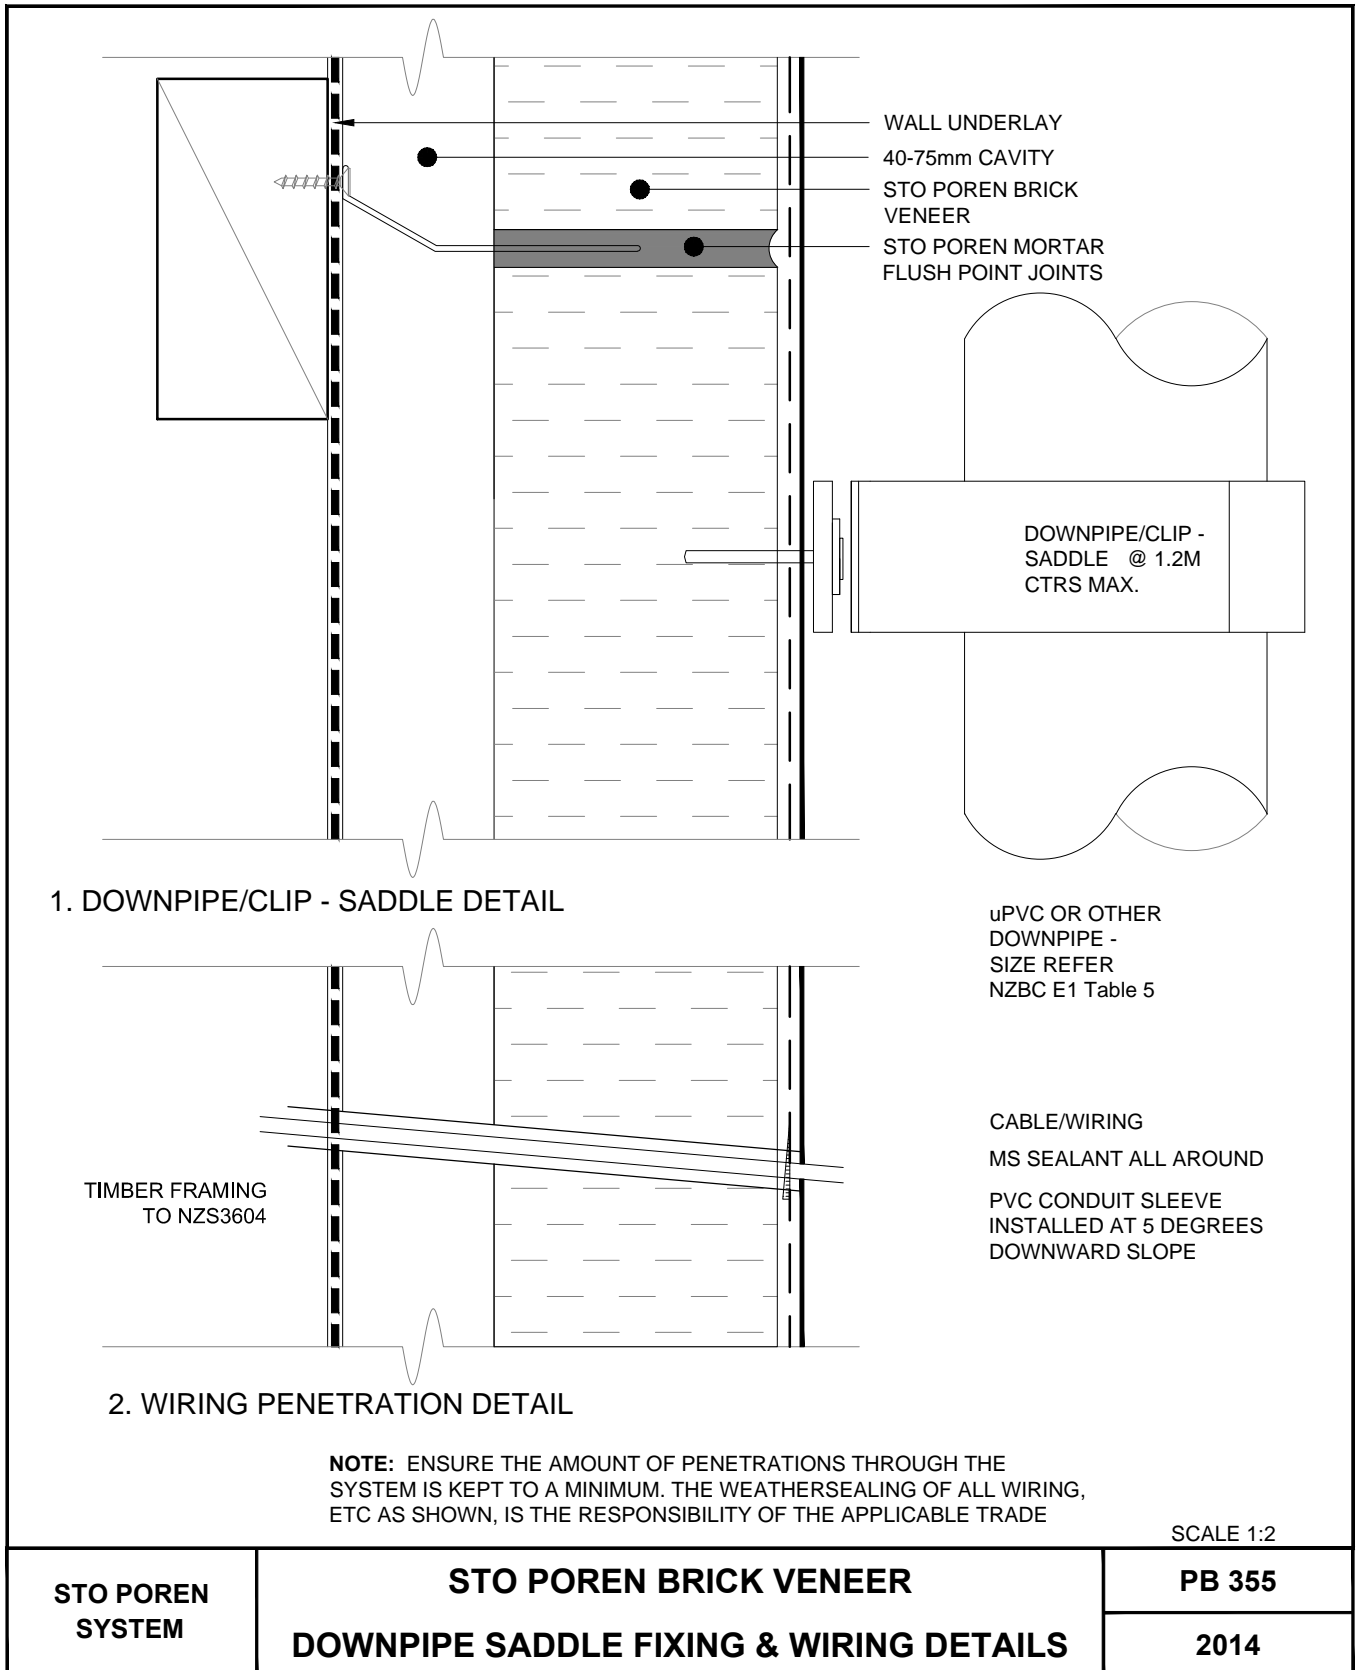 WALL UNDERLAY
40-75mm CAVITY
STO POREN BRICK
VENEER
STO POREN MORTAR
FLUSH POINT JOINTS
DOWNPIPE/CLIP -
SADDLE @ 1.2M
CTRS MAX.
1. DOWNPIPE/CLIP - SADDLE DETAIL
uPVC OR OTHER
DOWNPIPE -
SIZE REFER
NZBC E1 Table 5
CABLE/WIRING
MS SEALANT ALL AROUND
PVC CONDUIT SLEEVE
INSTALLED AT 5 DEGREES
DOWNWARD SLOPE
TIMBER FRAMING
TO NZS3604
2. WIRING PENETRATION DETAIL
NOTE: ENSURE THE AMOUNT OF PENETRATIONS THROUGH THE
SYSTEM IS KEPT TO A MINIMUM. THE WEATHERSEALING OF ALL WIRING,
ETC AS SHOWN, IS THE RESPONSIBILITY OF THE APPLICABLE TRADE
SCALE 1:2
STO POREN
SYSTEM
STO POREN BRICK VENEER
DOWNPIPE SADDLE FIXING & WIRING DETAILS
PB 355
2014